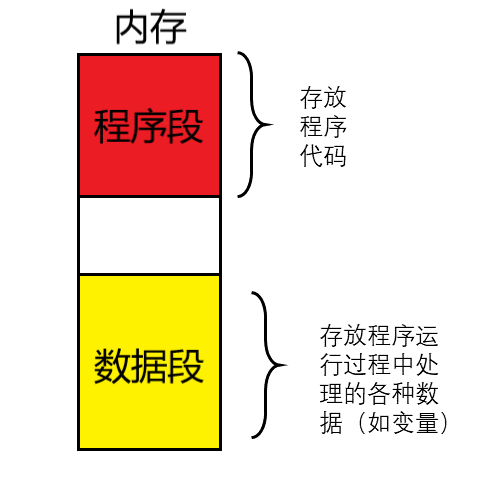 内存
程序段
存放
程序
代码
数据段
存放程序运
行过程中处
理的各种数
据（如变量）